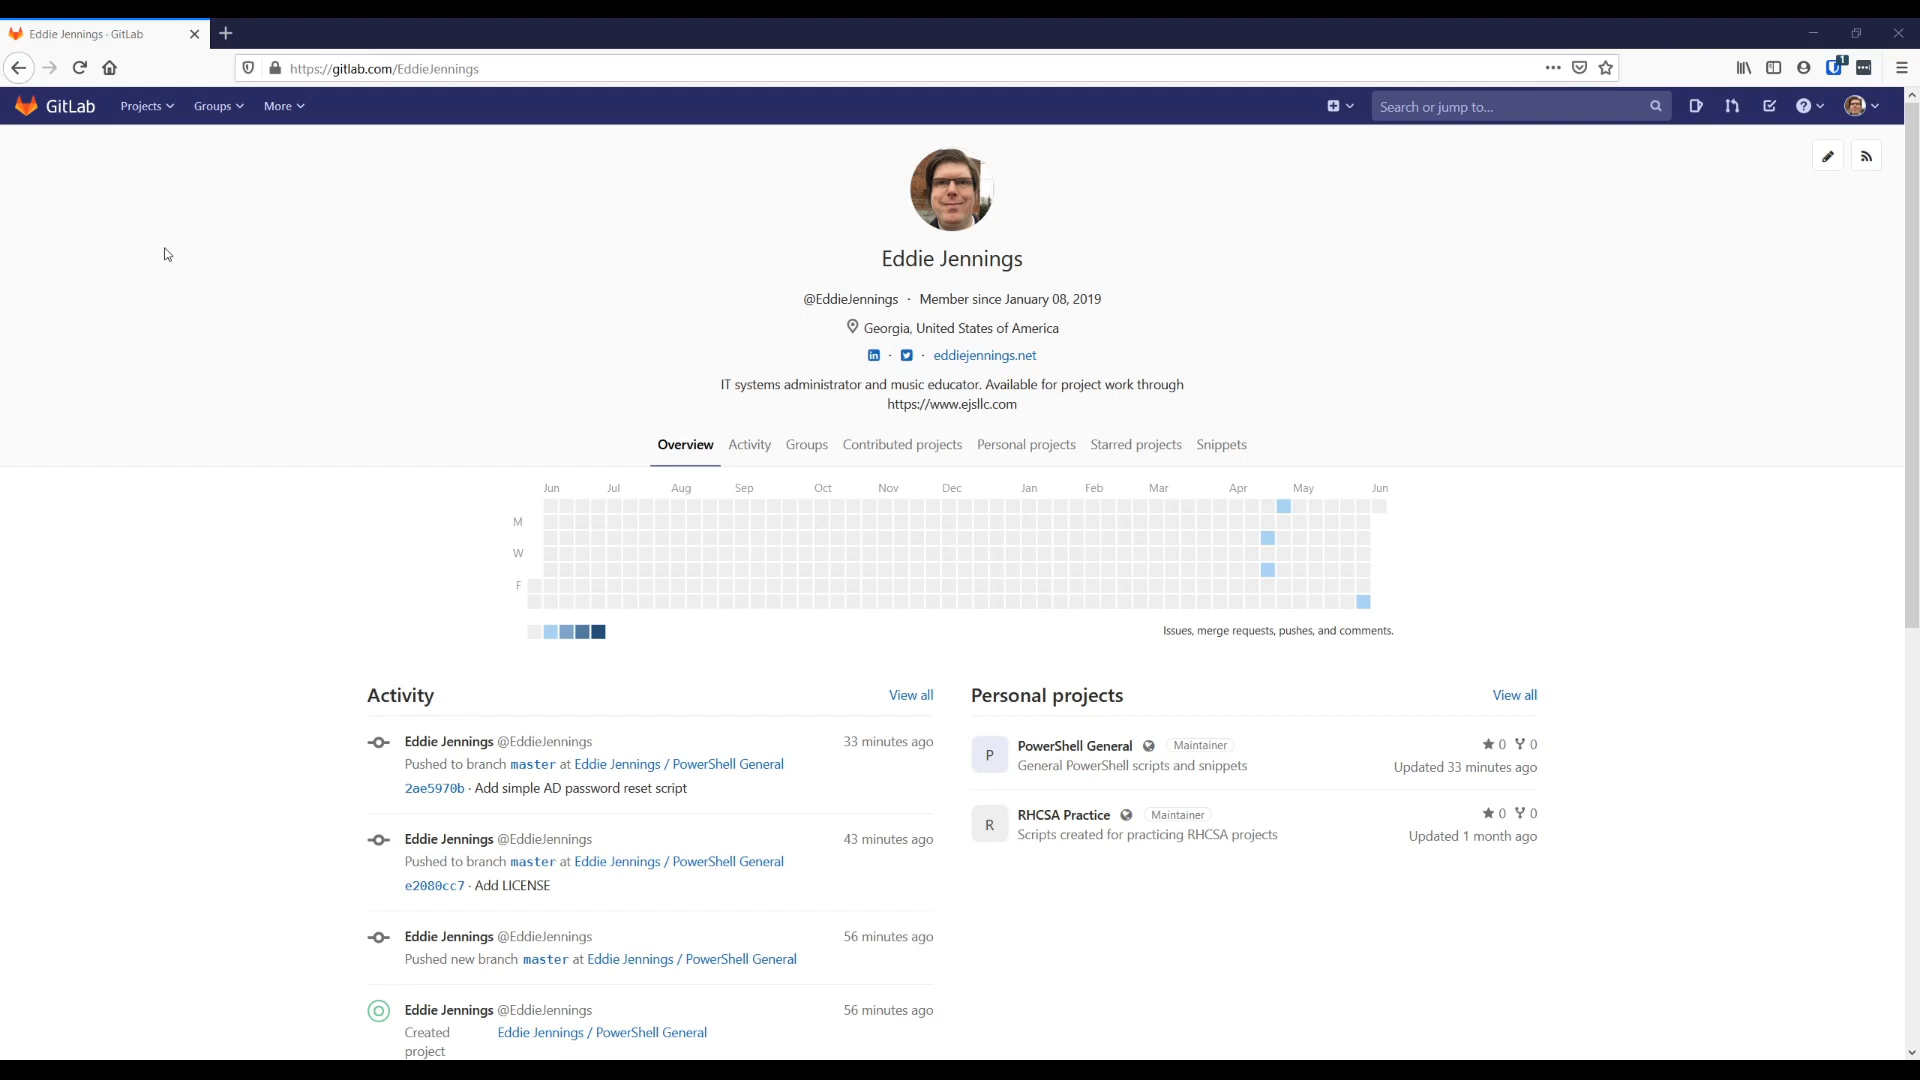 Eddie Jennings · GitLab
https://gitlab.com/EddieJennings
1
GitLab
Projects
Groups
More
Search or jump to...
Eddie Jennings
@EddieJennings · Member since January 08, 2019
Georgia, United States of America
· · eddiejennings.net
IT systems administrator and music educator. Available for project work through
https://www.ejsllc.com
Overview Activity Groups Contributed projects Personal projects Starred projects Snippets
Jun Jul Aug Sep Oct Nov Dec Jan Feb Mar Apr May Jun
M
W
F
Issues, merge requests, pushes, and comments.
Activity View all
Eddie Jennings @EddieJennings 33 minutes ago
Pushed to branch master at Eddie Jennings / PowerShell General
2ae5970b · Add simple AD password reset script
Eddie Jennings @EddieJennings 43 minutes ago
Pushed to branch master at Eddie Jennings / PowerShell General
e2080cc7 · Add LICENSE
Eddie Jennings @EddieJennings 56 minutes ago
Pushed new branch master at Eddie Jennings / PowerShell General
Eddie Jennings @EddieJennings 56 minutes ago
Created Eddie Jennings / PowerShell General
project
Personal projects View all
P
PowerShell General Maintainer 0 0
General PowerShell scripts and snippets Updated 33 minutes ago
R
RHCSA Practice Maintainer 0 0
Scripts created for practicing RHCSA projects Updated 1 month ago